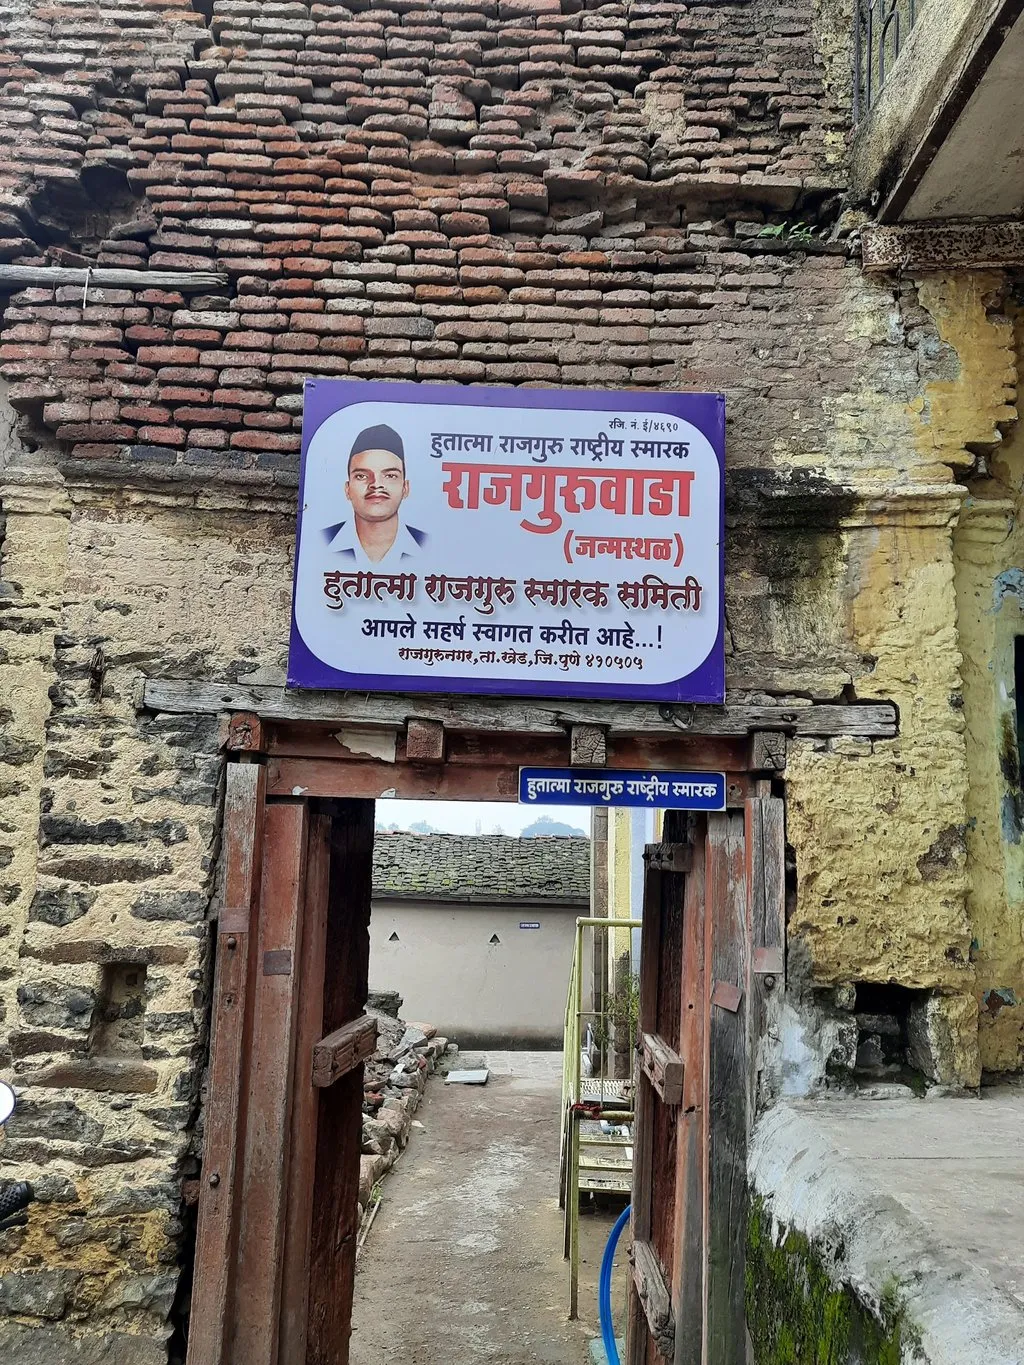 रजि. नं. ई/४६९०
हुतात्मा राजगुरु राष्ट्रीय स्मारक
राजगुरुवाडा
(जन्मस्थळ)
हुतात्मा राजगुरु स्मारक समिती
आपले सहर्ष स्वागत करीत आहे...!
राजगुरुनगर,ता.खेड,जि.पुणे ४१०५०५
हुतात्मा राजगुरु राष्ट्रीय स्मारक